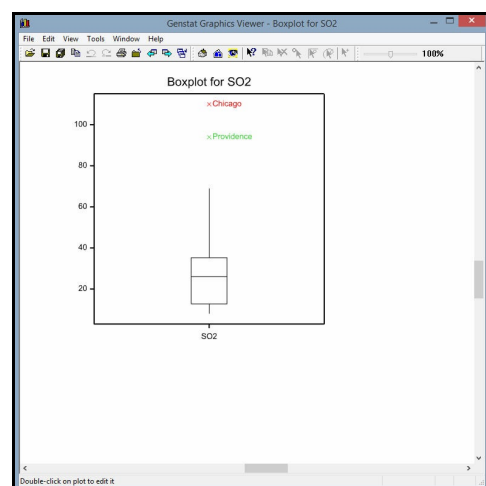 Genstat Graphics Viewer - Boxplot for SO2
File Edit View Tools Window Help
100%
Boxplot for SO2
×Chicago
100
×Providence
80
60
40
20
SO2
Double-click on plot to edit it